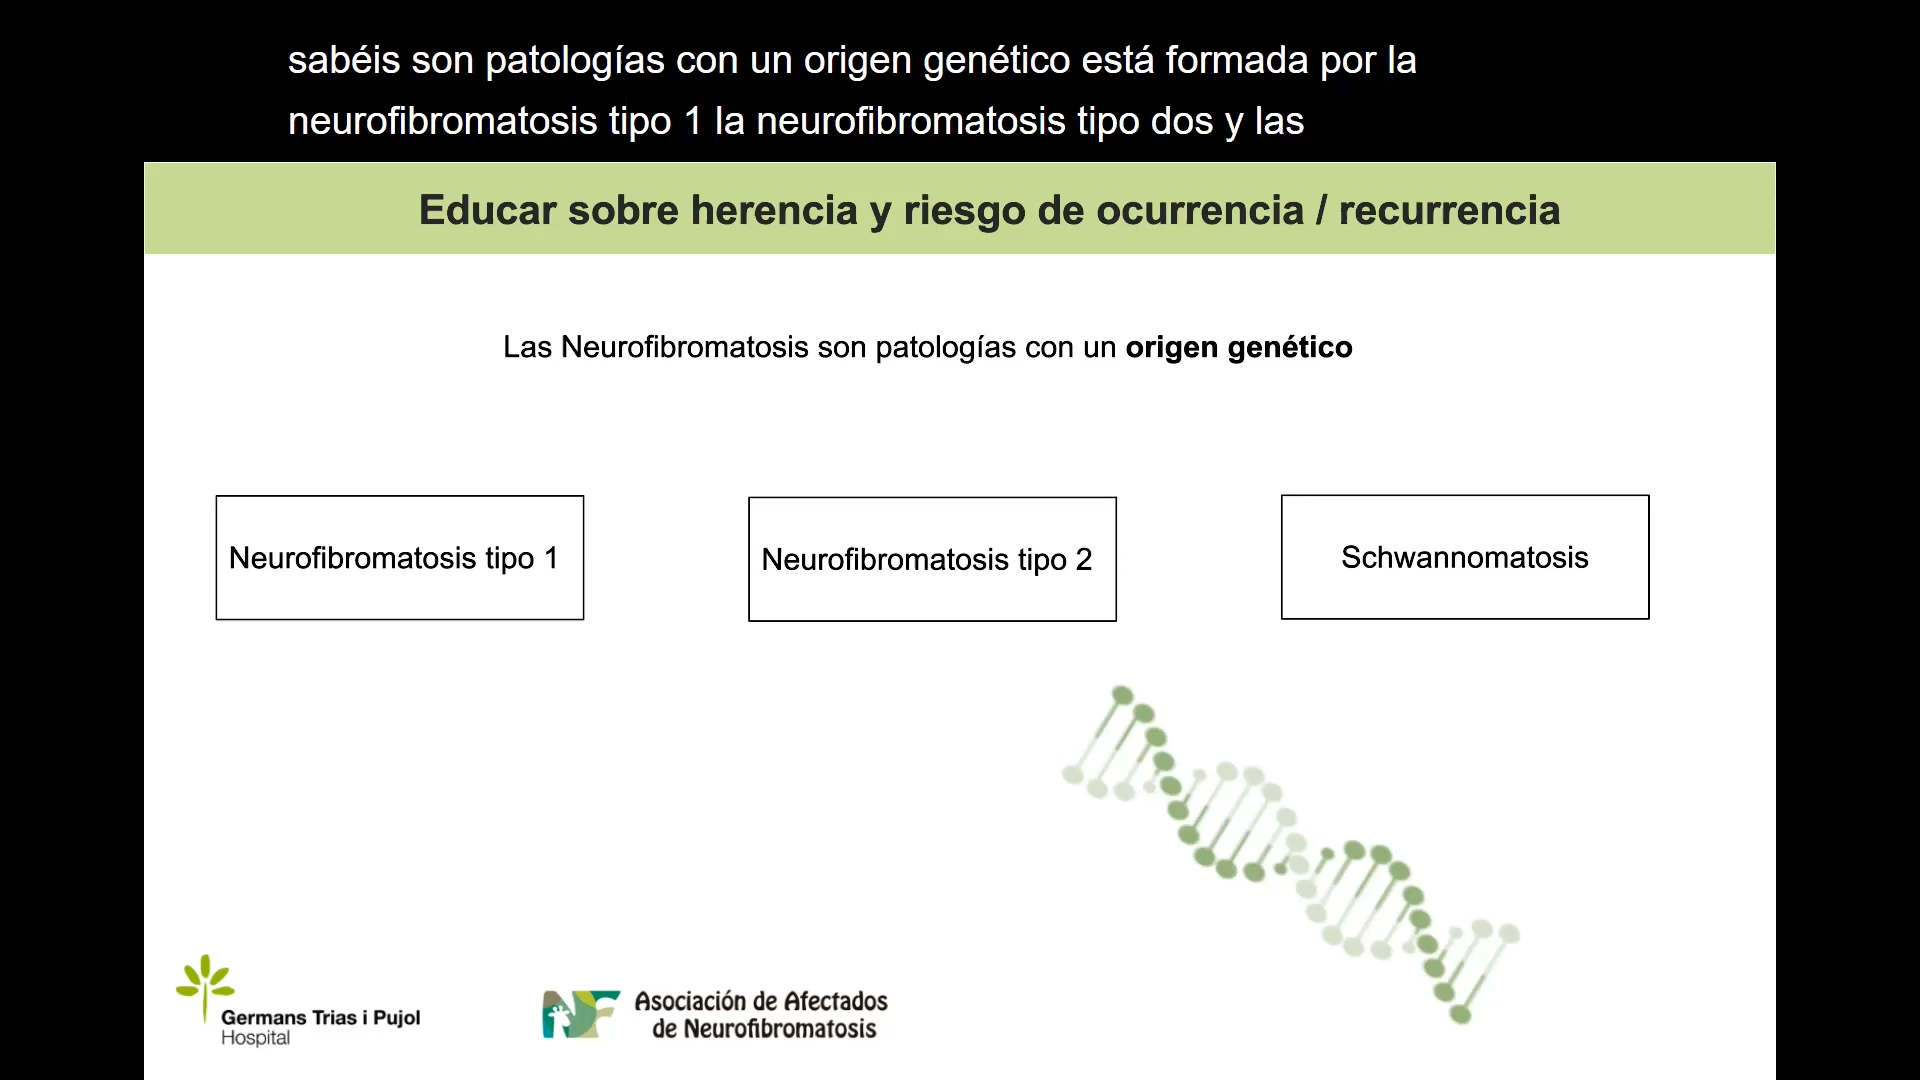 sabéis son patologías con un origen genético está formada por la
neurofibromatosis tipo 1 la neurofibromatosis tipo dos y las
Educar sobre herencia y riesgo de ocurrencia / recurrencia
Las Neurofibromatosis son patologías con un origen genético
Neurofibromatosis tipo 1
Neurofibromatosis tipo 2
Schwannomatosis
Germans Trias i Pujol
Hospital
NF
Asociación de Afectados
de Neurofibromatosis